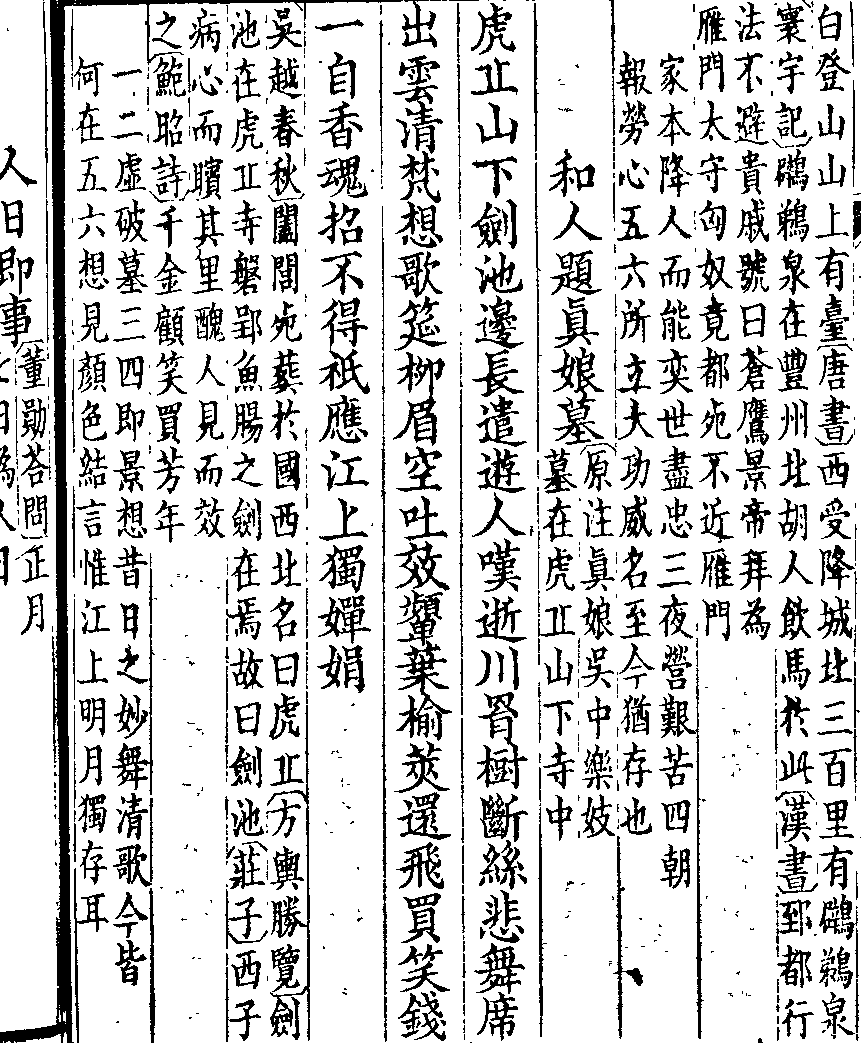 白登山山上有臺唐書西受降城北三百里有鸊鵜泉
寰宇記鸊鵜泉在豐州北胡人飲馬於此漢書郅都行
法不避貴戚號曰蒼鷹景帝拜為
雁門太守匈奴竟都死不近雁門
家本降人而能奕世盡忠三夜營艱苦四朝
報勞心五六所立大功威名至今猶存也
和人題眞娘墓
原注眞娘吳中樂妓
墓在虎丘山下寺中
虎丘山下劍池邊長遣遊人嘆逝川罥樹斷絲悲舞席
出雲清梵想歌筵柳眉空吐效顰葉榆莢還飛買笑錢
一自香魂招不得祇應江上獨嬋娟
吳越春秋闔閭死葬於國西北名曰虎丘方輿勝覽劍
池在虎丘寺磐郢魚腸之劍在焉故曰劍池莊子西子
病心而矉其里醜人見而效
之鮑昭詩千金顧笑買芳年
一二虛破墓三四即景想昔日之妙舞清歌今皆
何在五六想見顏色結言惟江上明月獨存耳
人日即事
董勛荅問正月
七日為人日